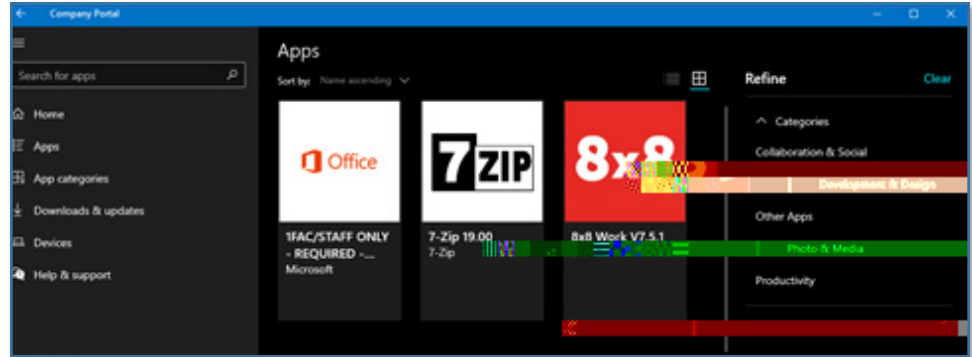 Company Portal
Search for apps
Home
Apps
App categories
Downloads & updates
Devices
Help & support
Apps
Sort by: Name ascending
Office
7 ZIP
8x8
1FAC/STAFF ONLY
- REQUIRED -...
Microsoft
7-Zip 19.00
7-Zip
8x8 Work V7.5.1
Refine
Clear
Categories
Collaboration & Social
Development & Design
Other Apps
Photo & Media
Productivity